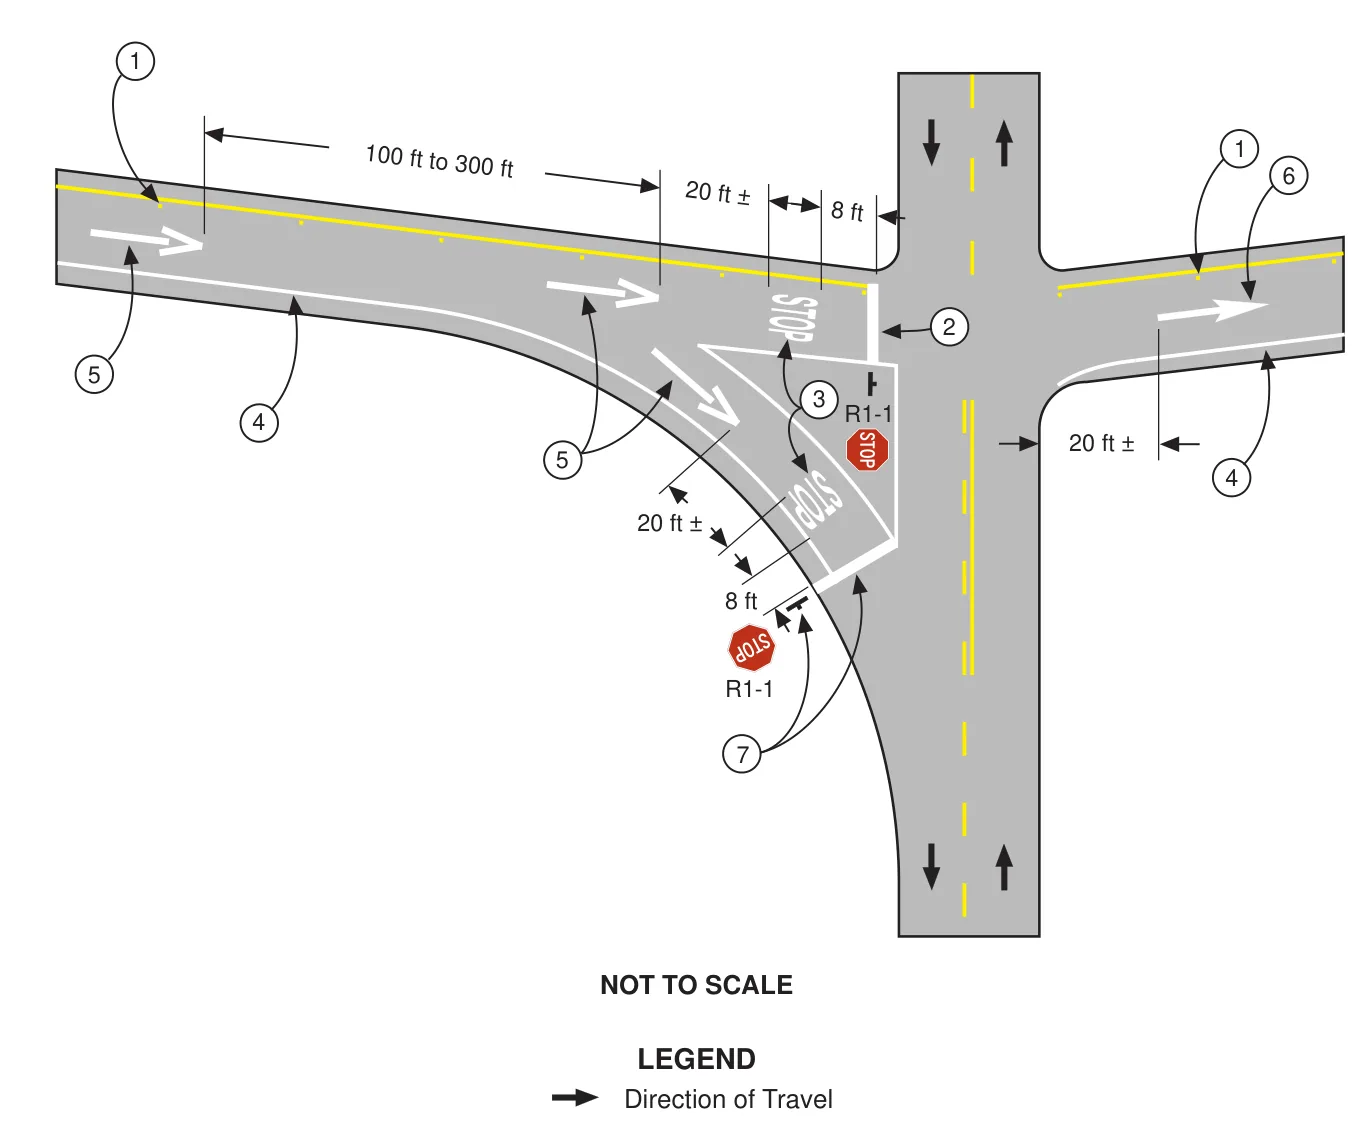 1
100 ft to 300 ft
20 ft ±
8 ft
1
6
5
4
STOP
2
3
R1-1
STOP
5
20 ft ±
4
STOP
20 ft ±
8 ft
STOP
R1-1
7
NOT TO SCALE
LEGEND
Direction of Travel